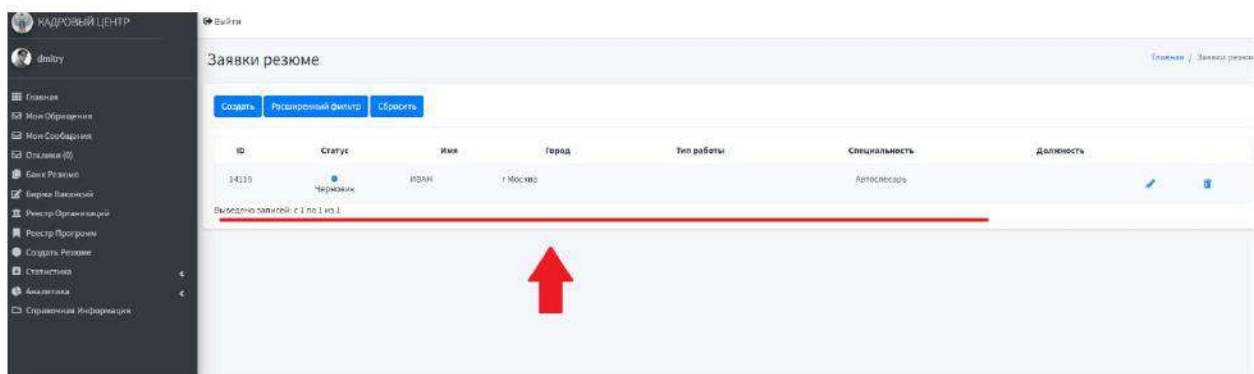 КАДРОВЫЙ ЦЕНТР
Выйти
dmitry
Заявки резюме
Главная / Заявки резюм
Создать Расширенный фильтр Сбросить
ID Статус Имя Город Тип работы Специальность Должность
14115 Черновик ИВАН г Москва Автослесарь
Выведено записей: с 1 по 1 из 1
Главная
Мои Обращения
Мои Сообщения
Отклики (0)
Банк Резюме
Биржа Вакансий
Реестр Организаций
Реестр Программ
Создать Резюме
Статистика
Аналитика
Справочная Информация